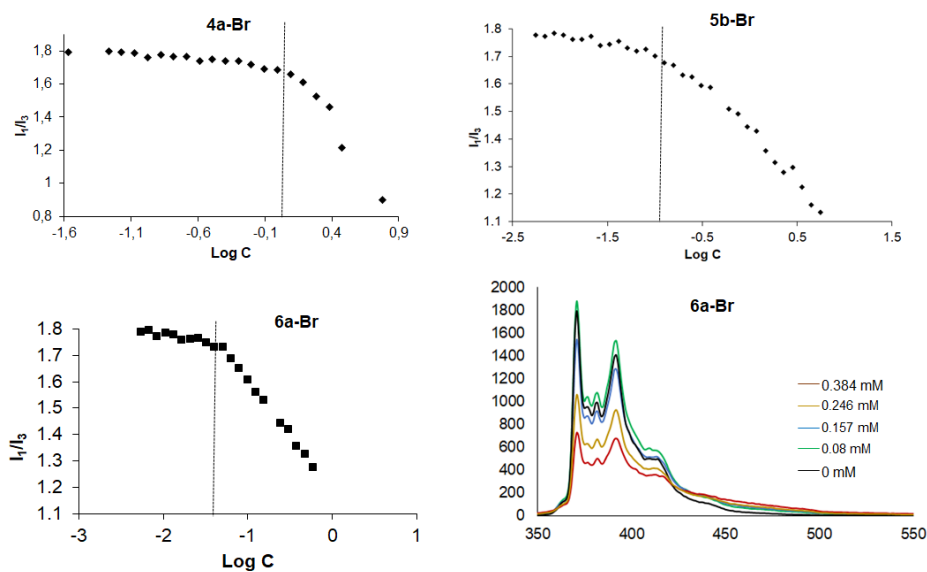 4a-Br
I1/I3
1,8
1,6
1,4
1,2
1
0,8
-1,6 -1,1 -0,6 -0,1 0,4 0,9
Log C
5b-Br
I1/I3
1.8
1.7
1.6
1.5
1.4
1.3
1.2
1.1
-2.5 -1.5 -0.5 0.5 1.5
Log C
6a-Br
I1/I3
1.8
1.7
1.6
1.5
1.4
1.3
1.2
1.1
-3 -2 -1 0 1
Log C
6a-Br
2000
1800
1600
1400
1200
1000
800
600
400
200
0
350 400 450 500 550
0.384 mM
0.246 mM
0.157 mM
0.08 mM
0 mM